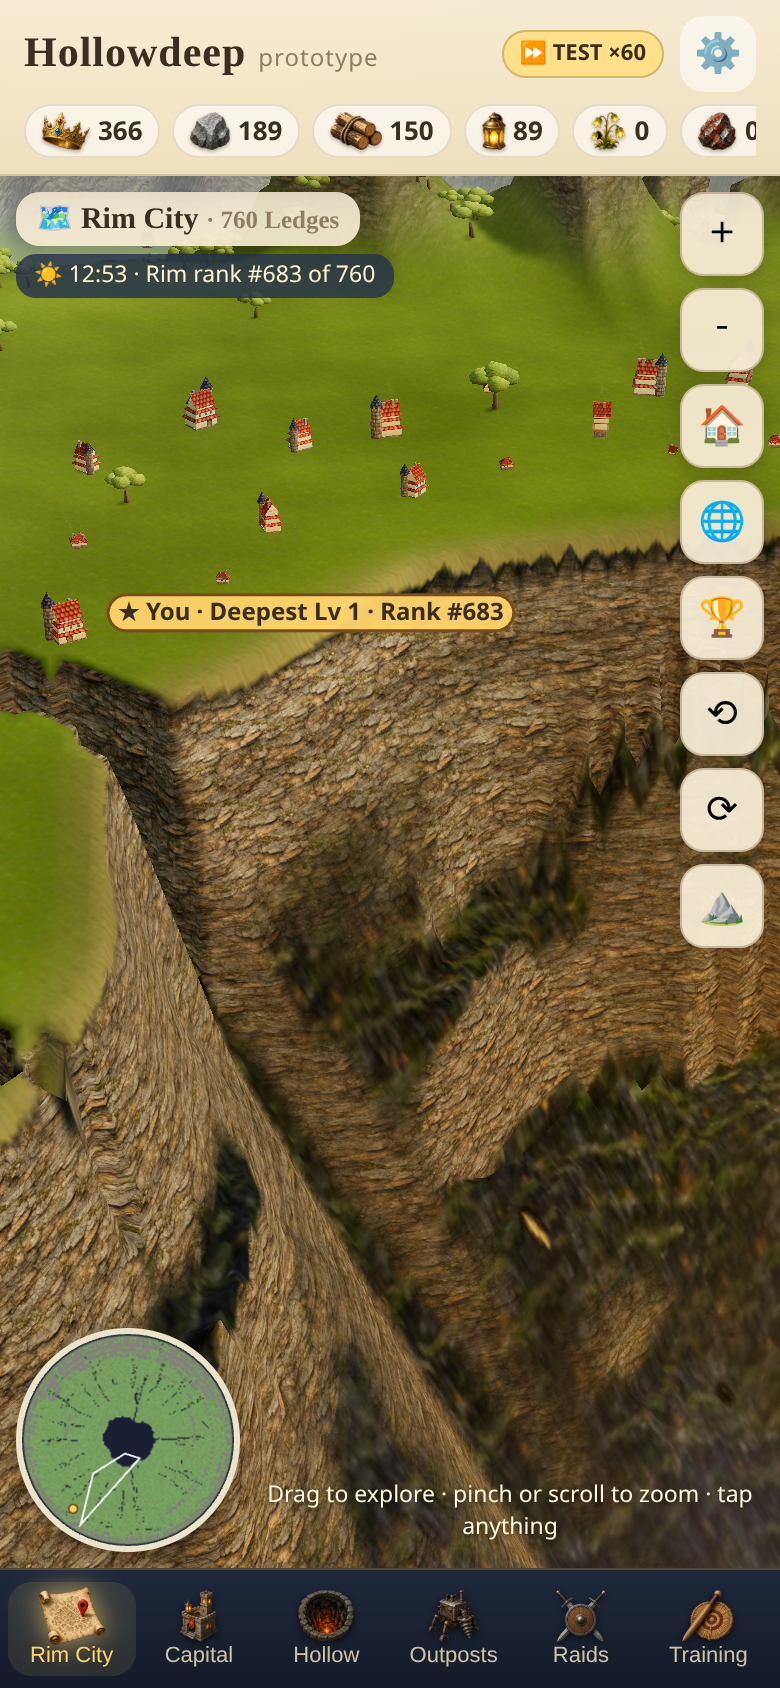 Hollowdeep prototype
⏩ TEST ×60
366
189
150
89
0
0
Rim City · 760 Ledges
12:53 · Rim rank #683 of 760
+
-
★ You · Deepest Lv 1 · Rank #683
Drag to explore · pinch or scroll to zoom · tap
anything
Rim City
Capital
Hollow
Outposts
Raids
Training